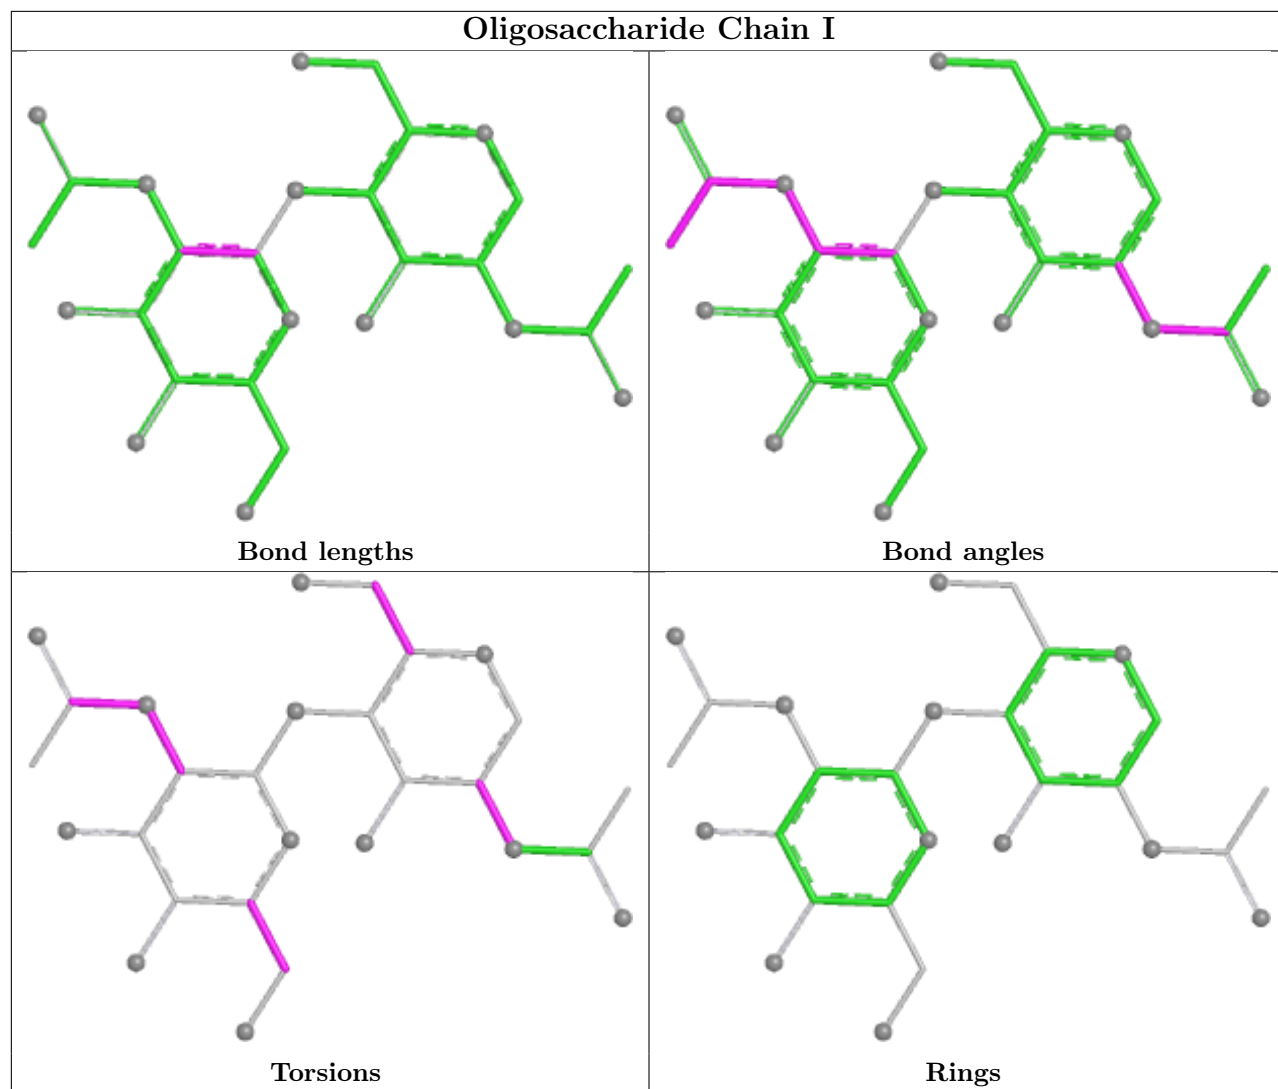 Oligosaccharide Chain I
Bond lengths
Bond angles
Torsions
Rings